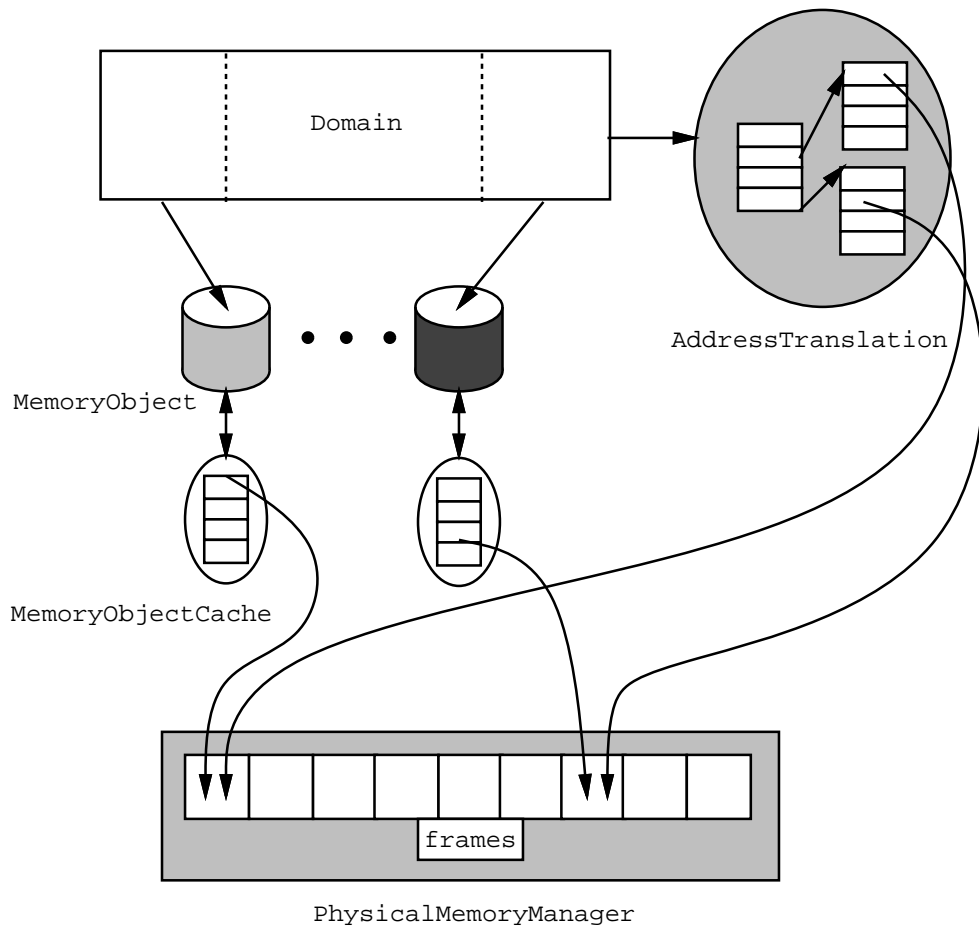 Domain
AddressTranslation
MemoryObject
MemoryObjectCache
frames
PhysicalMemoryManager